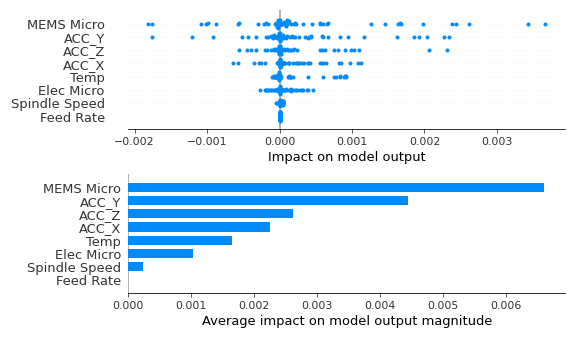 MEMS Micro
ACC_Y
ACC_Z
ACC_X
Temp
Elec Micro
Spindle Speed
Feed Rate
−0.002 −0.001 0.000 0.001 0.002 0.003
Impact on model output
MEMS Micro
ACC_Y
ACC_Z
ACC_X
Temp
Elec Micro
Spindle Speed
Feed Rate
0.000 0.001 0.002 0.003 0.004 0.005 0.006
Average impact on model output magnitude